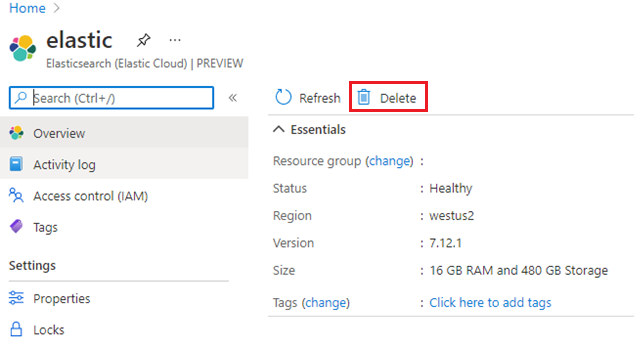 Home >
elastic
...
Elasticsearch (Elastic Cloud) | PREVIEW
Search (Ctrl+/)
«
Overview
Activity log
Access control (IAM)
Tags
Settings
Properties
Locks
Refresh
Delete
Essentials
Resource group (change) :
Status : Healthy
Region : westus2
Version : 7.12.1
Size : 16 GB RAM and 480 GB Storage
Tags (change) : Click here to add tags